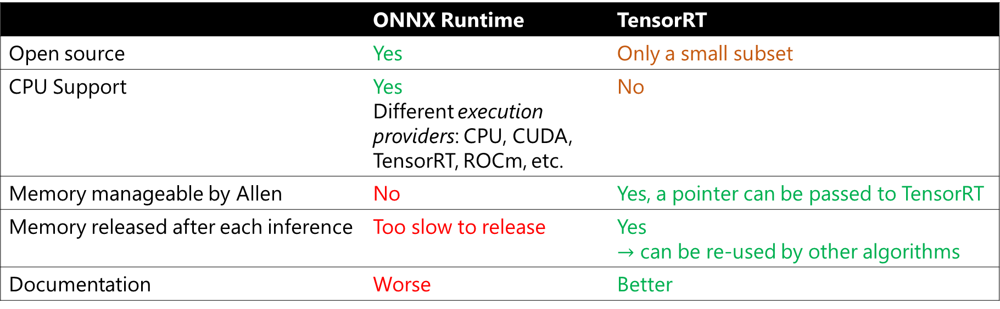 ONNX Runtime TensorRT
Open source Yes Only a small subset
CPU Support Yes No
Different execution
providers: CPU, CUDA,
TensorRT, ROCm, etc.
Memory manageable by Allen No Yes, a pointer can be passed to TensorRT
Memory released after each inference Too slow to release Yes
→ can be re-used by other algorithms
Documentation Worse Better